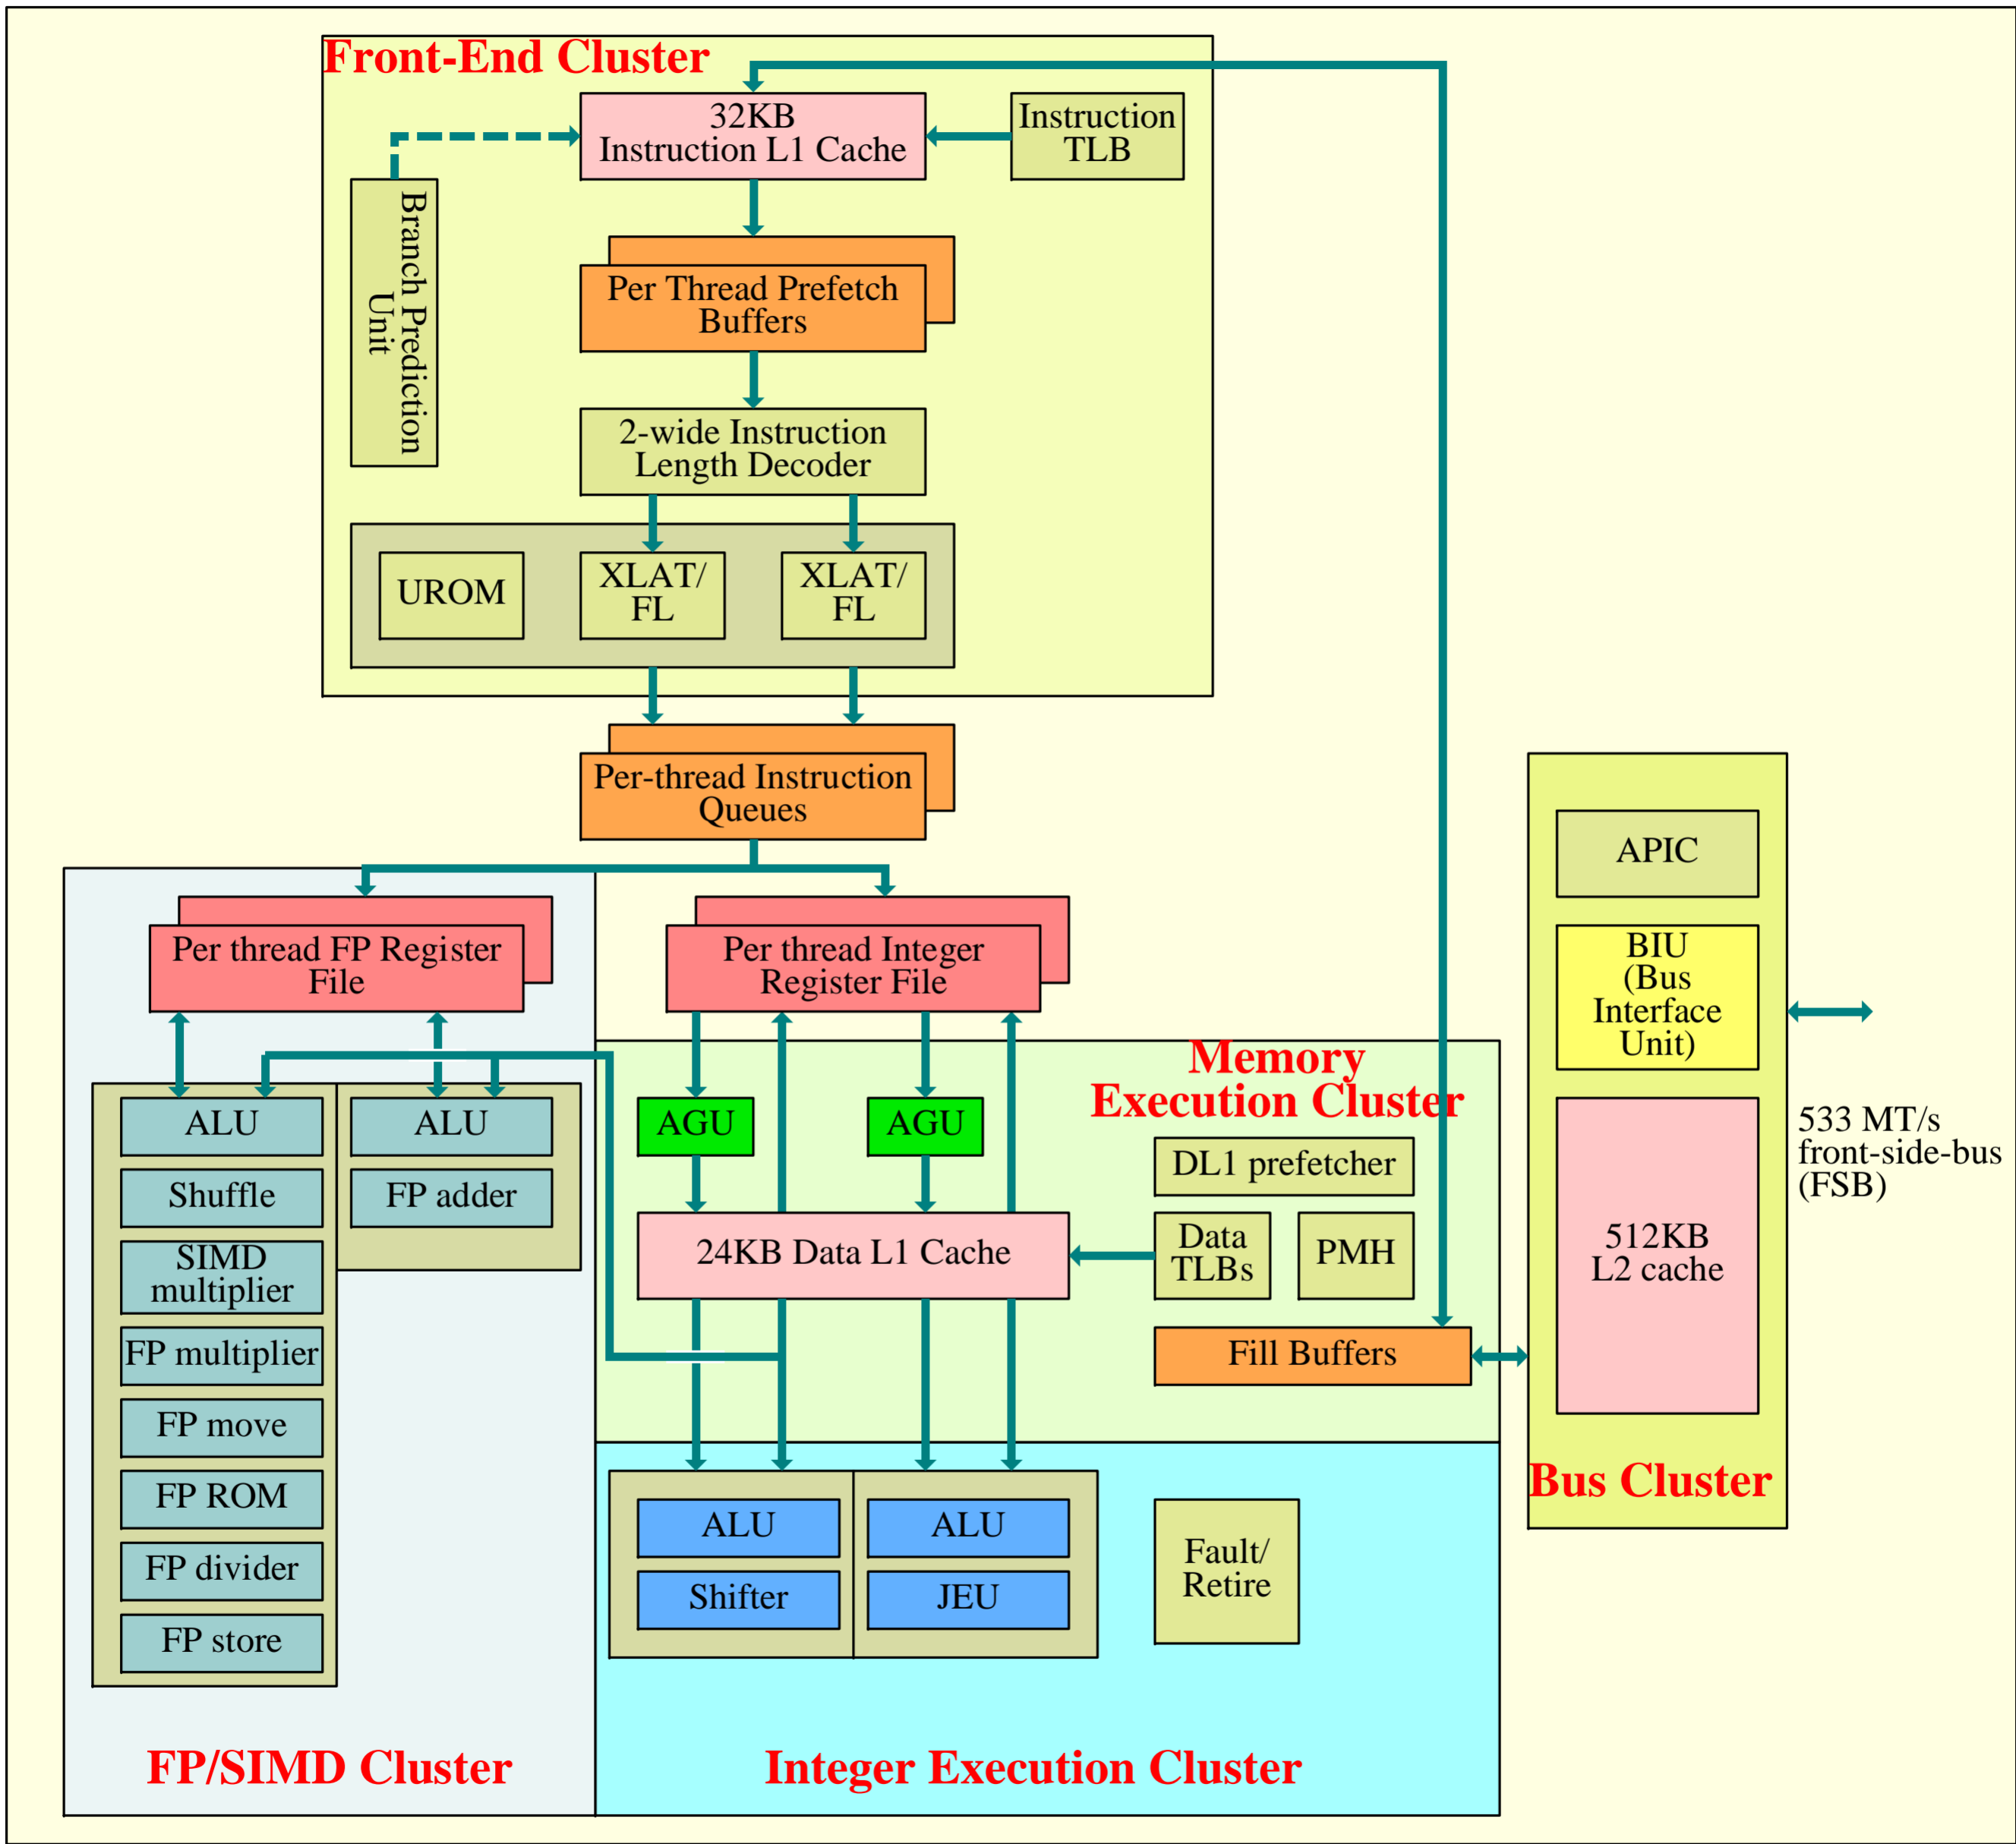 Front-End Cluster
32KB
Instruction L1 Cache
Instruction
TLB
Branch Prediction
Unit
Per Thread Prefetch
Buffers
2-wide Instruction
Length Decoder
UROM
XLAT/
FL
XLAT/
FL
Per-thread Instruction
Queues
Per thread FP Register
File
Per thread Integer
Register File
APIC
BIU
(Bus
Interface
Unit)
Memory
Execution Cluster
ALU
ALU
AGU
AGU
DL1 prefetcher
533 MT/s
front-side-bus
(FSB)
Shuffle
FP adder
SIMD
multiplier
24KB Data L1 Cache
Data
TLBs
PMH
512KB
L2 cache
FP multiplier
Fill Buffers
FP move
FP ROM
Bus Cluster
FP divider
FP store
ALU
ALU
Shifter
JEU
Fault/
Retire
FP/SIMD Cluster
Integer Execution Cluster